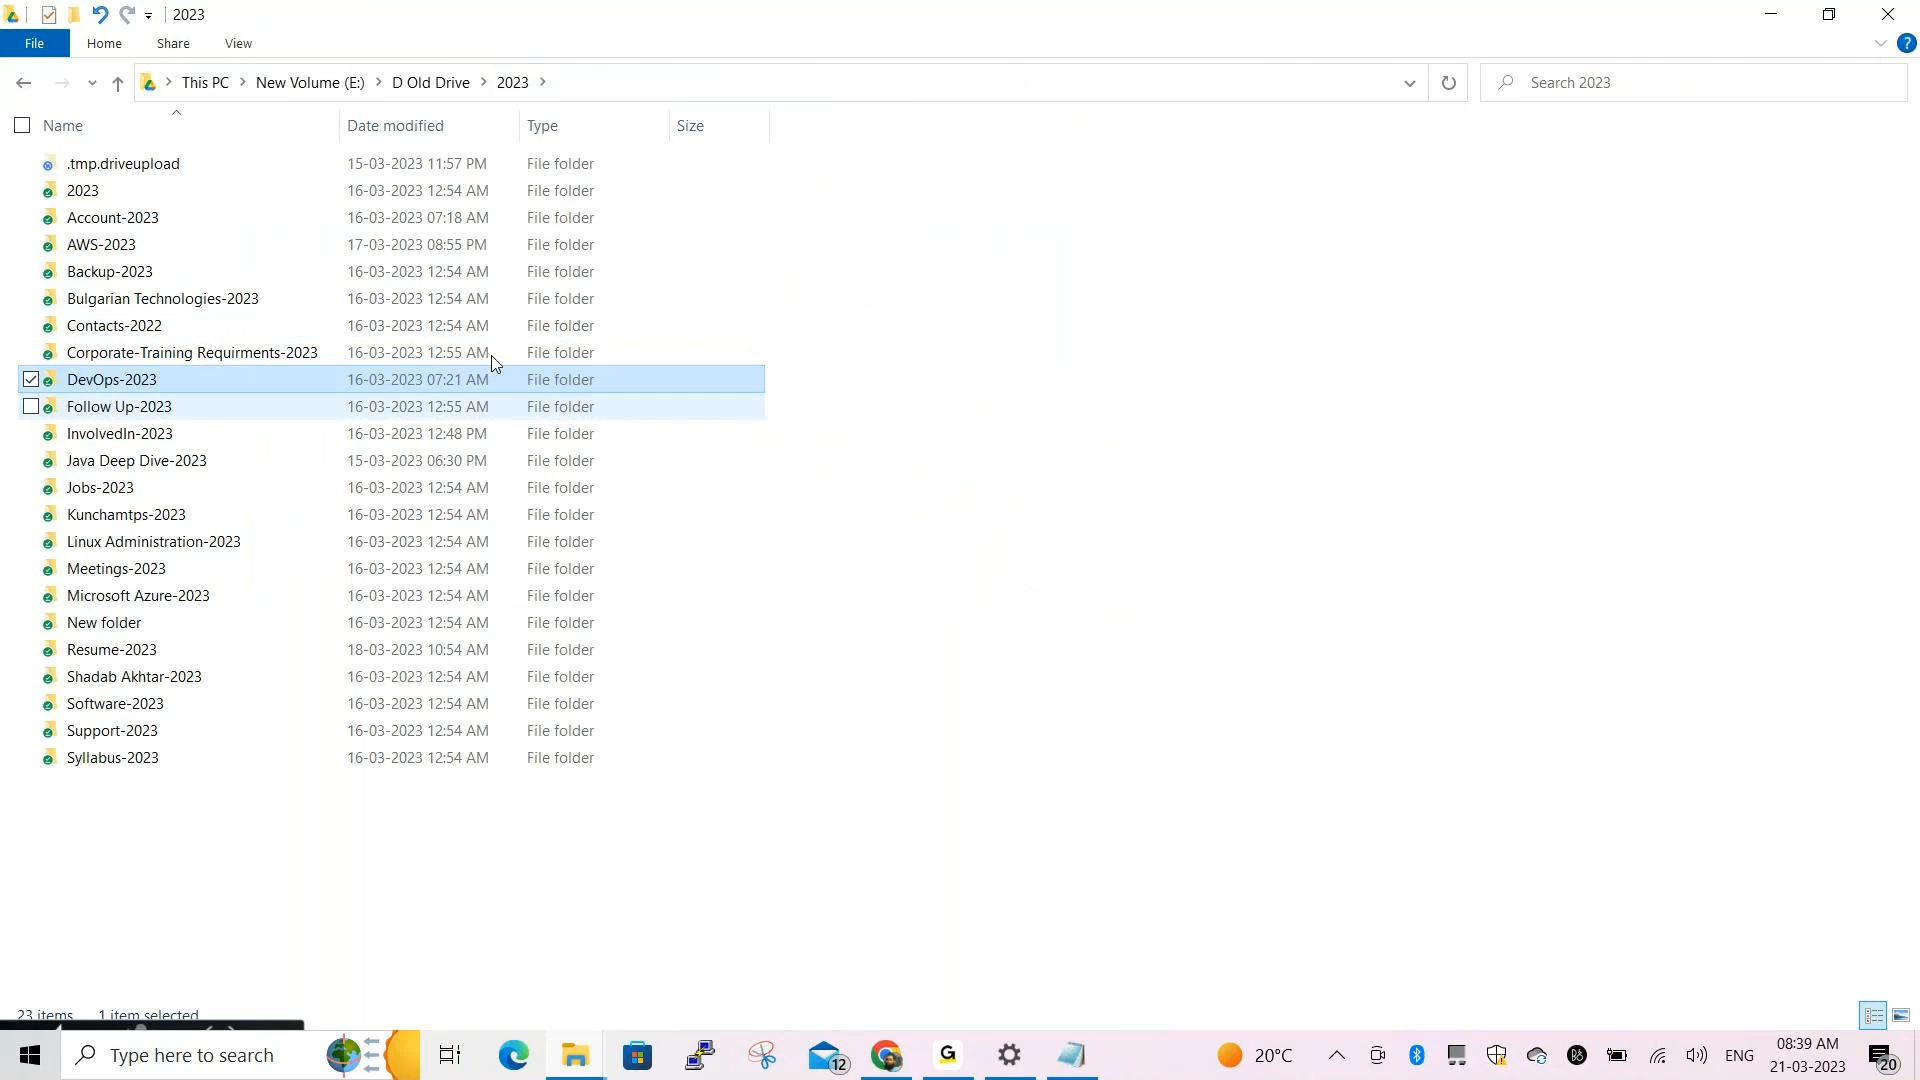 2023
File Home Share View
This PC New Volume (E:) D Old Drive 2023 Search 2023
Name Date modified Type Size
.tmp.driveupload 15-03-2023 11:57 PM File folder
2023 16-03-2023 12:54 AM File folder
Account-2023 16-03-2023 07:18 AM File folder
AWS-2023 17-03-2023 08:55 PM File folder
Backup-2023 16-03-2023 12:54 AM File folder
Bulgarian Technologies-2023 16-03-2023 12:54 AM File folder
Contacts-2022 16-03-2023 12:54 AM File folder
Corporate-Training Requirments-2023 16-03-2023 12:55 AM File folder
DevOps-2023 16-03-2023 07:21 AM File folder
Follow Up-2023 16-03-2023 12:55 AM File folder
InvolvedIn-2023 16-03-2023 12:48 PM File folder
Java Deep Dive-2023 15-03-2023 06:30 PM File folder
Jobs-2023 16-03-2023 12:54 AM File folder
Kunchamtps-2023 16-03-2023 12:54 AM File folder
Linux Administration-2023 16-03-2023 12:54 AM File folder
Meetings-2023 16-03-2023 12:54 AM File folder
Microsoft Azure-2023 16-03-2023 12:54 AM File folder
New folder 16-03-2023 12:54 AM File folder
Resume-2023 18-03-2023 10:54 AM File folder
Shadab Akhtar-2023 16-03-2023 12:54 AM File folder
Software-2023 16-03-2023 12:54 AM File folder
Support-2023 16-03-2023 12:54 AM File folder
Syllabus-2023 16-03-2023 12:54 AM File folder
23 items 1 item selected
Type here to search 12 G 20°C ENG 08:39 AM
21-03-2023 20